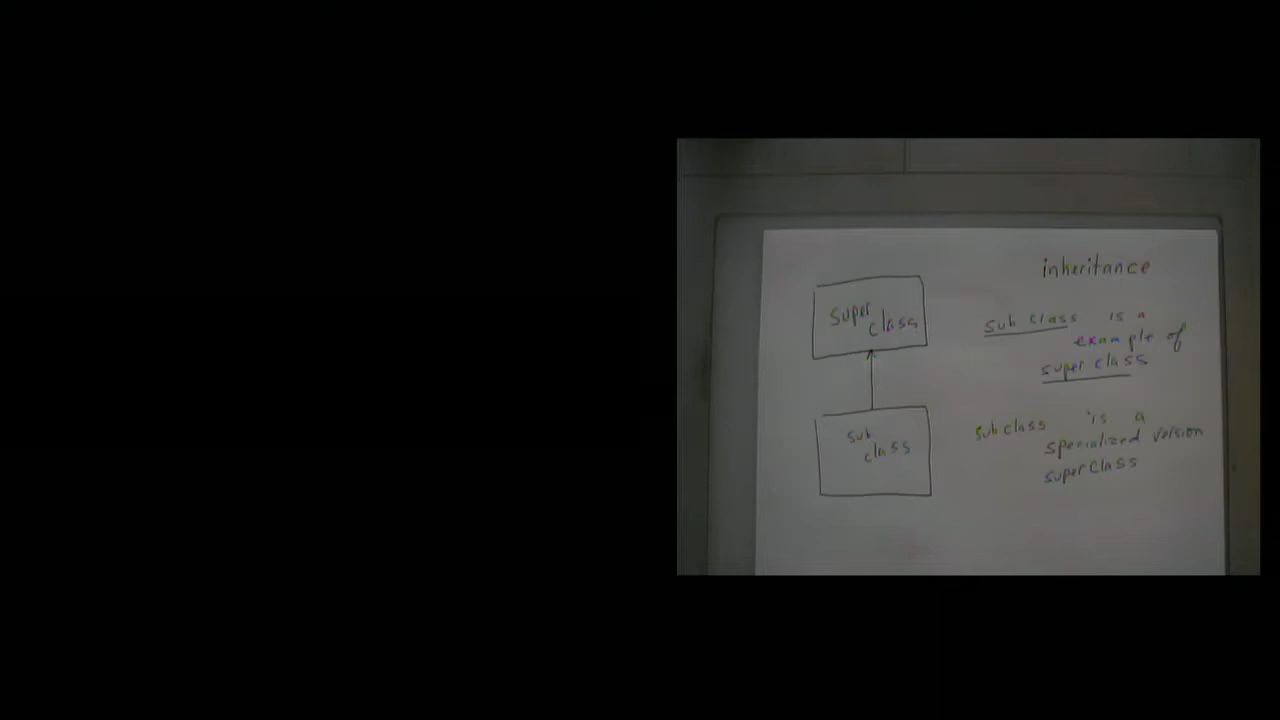 inheritance
super
class
sub class is a
example of
super class
sub
class
subclass is a
specialized version
superclass